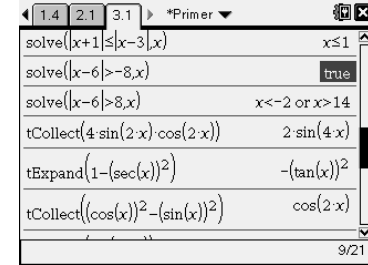 1.4 2.1 3.1 *Primer
solve(|x+1|≤|x-3|,x) x≤1
solve(|x-6|>-8,x) true
solve(|x-6|>8,x) x<-2 or x>14
tCollect(4·sin(2·x)·cos(2·x)) 2·sin(4·x)
tExpand(1-(sec(x))²) -(tan(x))²
tCollect((cos(x))²-(sin(x))²) cos(2·x)
9/21